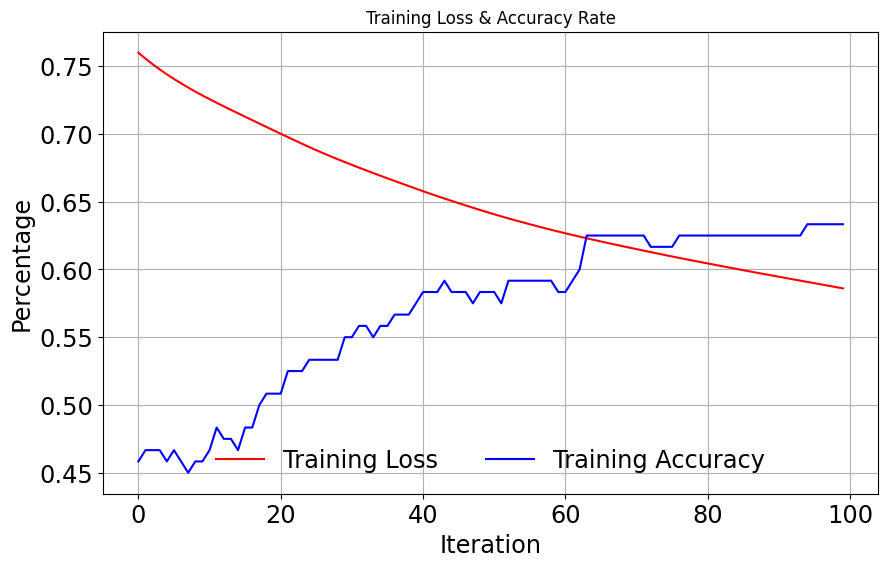 Training Loss & Accuracy Rate
Percentage
0.75
0.70
0.65
0.60
0.55
0.50
0.45
Training Loss
Training Accuracy
0
20
40
60
80
100
Iteration